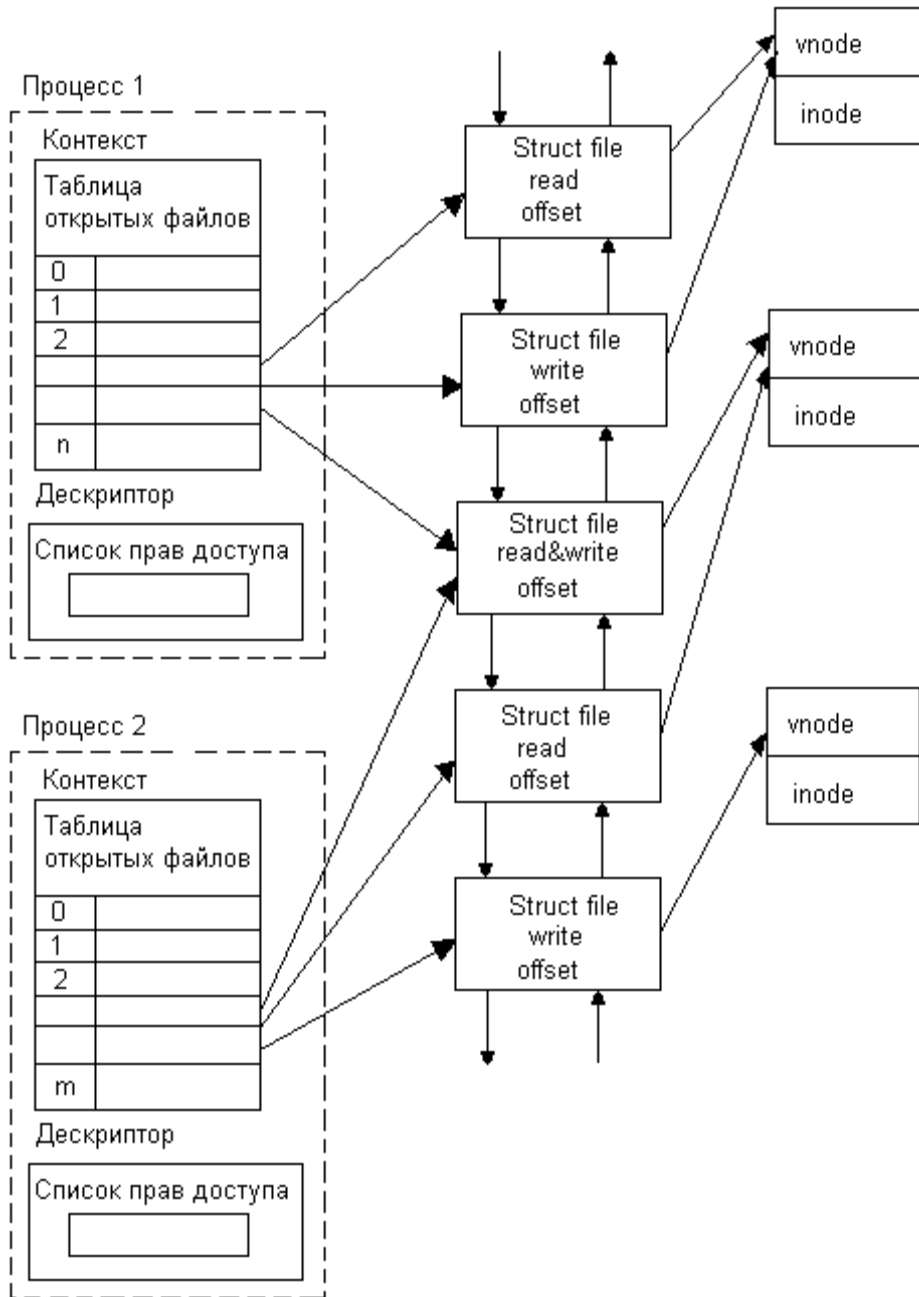 Процесс 1
Контекст
Таблица
открытых файлов
0
1
2
n
Дескриптор
Список прав доступа
Процесс 2
Контекст
Таблица
открытых файлов
0
1
2
m
Дескриптор
Список прав доступа
Struct file
read
offset
Struct file
write
offset
Struct file
read&write
offset
Struct file
read
offset
Struct file
write
offset
vnode
inode
vnode
inode
vnode
inode